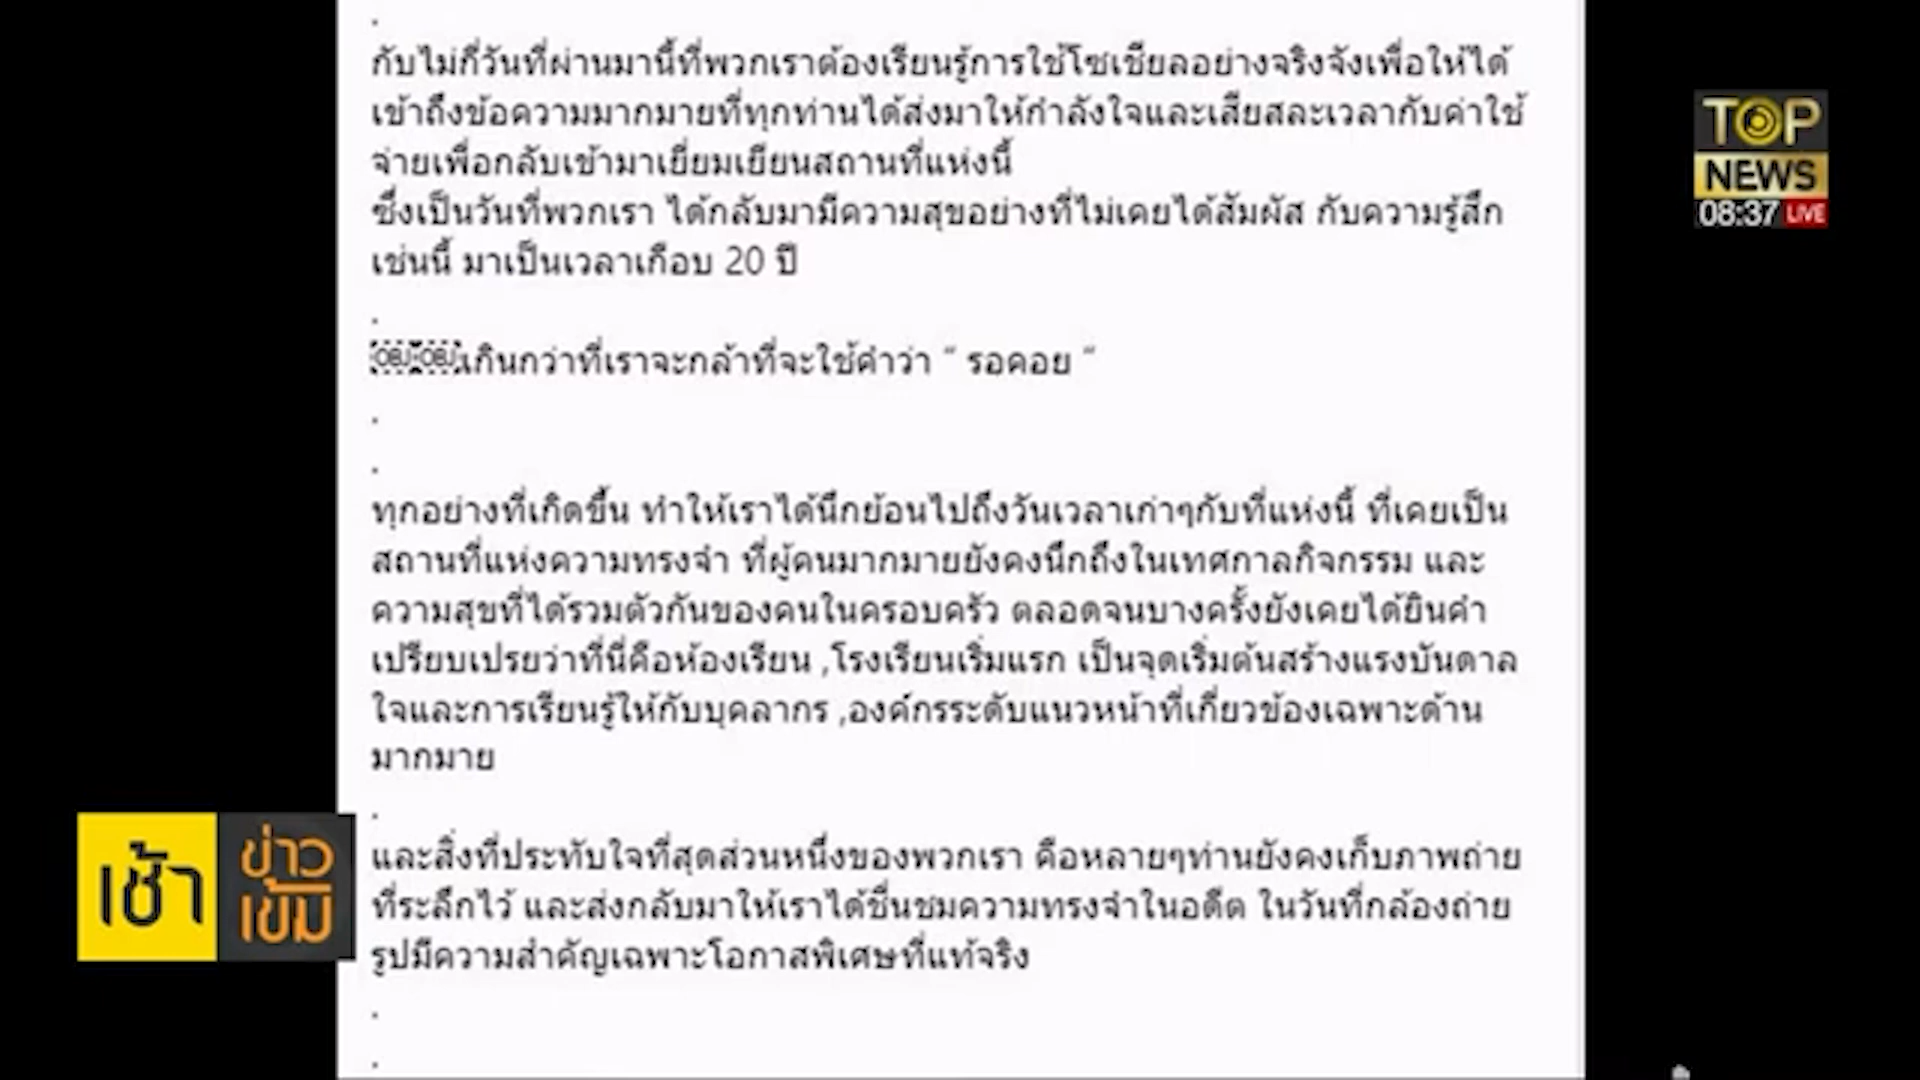 .
กับไม่กี่วันที่ผ่านมานี้ที่พวกเราต้องเรียนรู้การใช้โซเชียลอย่างจริงจังเพื่อให้ได้
เข้าถึงข้อความมากมายที่ทุกท่านได้ส่งมาให้กำลังใจและเสียสละเวลากับค่าใช้
จ่ายเพื่อกลับเข้ามาเยี่ยมเยียนสถานที่แห่งนี้
ซึ่งเป็นวันที่พวกเรา ได้กลับมามีความสุขอย่างที่ไม่เคยได้สัมผัส กับความรู้สึก
เช่นนี้ มาเป็นเวลาเกือบ 20 ปี
.
OBJ OBJ เกินกว่าที่เราจะกล้าที่จะใช้คำว่า “ รอคอย ”
.
.
ทุกอย่างที่เกิดขึ้น ทำให้เราได้นึกย้อนไปถึงวันเวลาเก่าๆกับที่แห่งนี้ ที่เคยเป็น
สถานที่แห่งความทรงจำ ที่ผู้คนมากมายยังคงนึกถึงในเทศกาลกิจกรรม และ
ความสุขที่ได้รวมตัวกันของคนในครอบครัว ตลอดจนบางครั้งยังเคยได้ยินคำ
เปรียบเปรยว่าที่นี่คือห้องเรียน ,โรงเรียนเริ่มแรก เป็นจุดเริ่มต้นสร้างแรงบันดาล
ใจและการเรียนรู้ให้กับบุคลากร ,องค์กรระดับแนวหน้าที่เกี่ยวข้องเฉพาะด้าน
มากมาย
.
และสิ่งที่ประทับใจที่สุดส่วนหนึ่งของพวกเรา คือหลายๆท่านยังคงเก็บภาพถ่าย
ที่ระลึกไว้ และส่งกลับมาให้เราได้ชื่นชมความทรงจำในอดีต ในวันที่กล้องถ่าย
รูปมีความสำคัญเฉพาะโอกาสพิเศษที่แท้จริง
.
.
TOP
NEWS
08:37 LIVE
เช้า
ข่าว
เข้ม